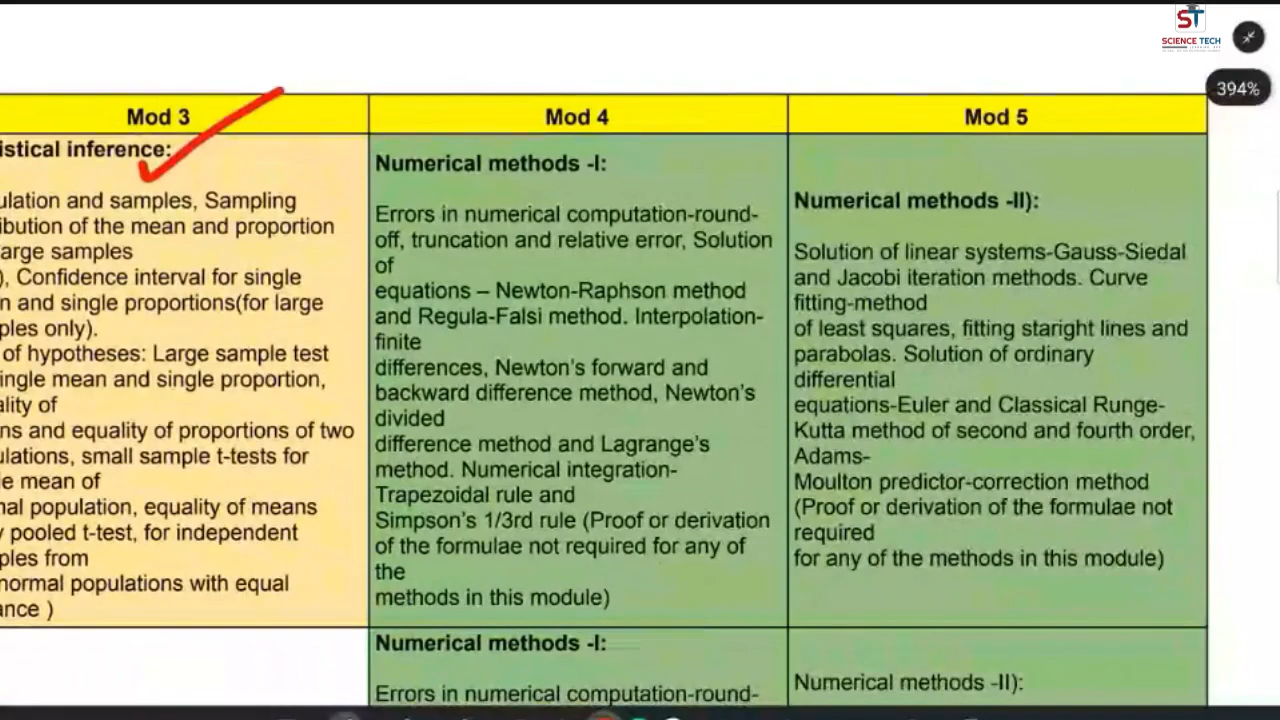 ST
SCIENCE TECH
394%
Mod 3
istical inference:
ulation and samples, Sampling
ibution of the mean and proportion
arge samples
), Confidence interval for single
n and single proportions(for large
ples only).
of hypotheses: Large sample test
ingle mean and single proportion,
ality of
ns and equality of proportions of two
ulations, small sample t-tests for
le mean of
nal population, equality of means
y pooled t-test, for independent
ples from
normal populations with equal
ance )
Mod 4
Numerical methods -I:
Errors in numerical computation-round-
off, truncation and relative error, Solution
of
equations – Newton-Raphson method
and Regula-Falsi method. Interpolation-
finite
differences, Newton's forward and
backward difference method, Newton's
divided
difference method and Lagrange's
method. Numerical integration-
Trapezoidal rule and
Simpson's 1/3rd rule (Proof or derivation
of the formulae not required for any of
the
methods in this module)
Mod 5
Numerical methods -II):
Solution of linear systems-Gauss-Siedal
and Jacobi iteration methods. Curve
fitting-method
of least squares, fitting staright lines and
parabolas. Solution of ordinary
differential
equations-Euler and Classical Runge-
Kutta method of second and fourth order,
Adams-
Moulton predictor-correction method
(Proof or derivation of the formulae not
required
for any of the methods in this module)
Numerical methods -I:
Errors in numerical computation-round-
Numerical methods -II):